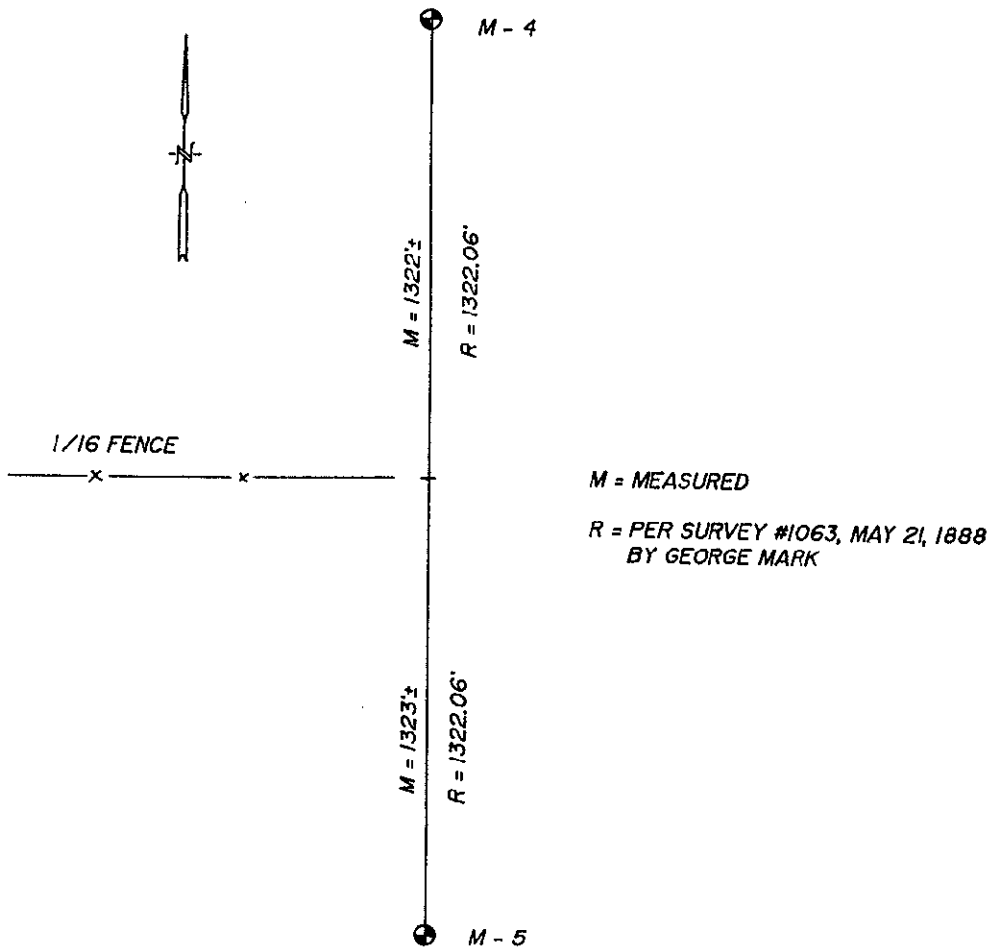 M - 4
N
M = 1322'±
R = 1322.06'
1/16 FENCE
M = MEASURED
R = PER SURVEY #1063, MAY 21, 1888
BY GEORGE MARK
M = 1323'±
R = 1322.06'
M - 5